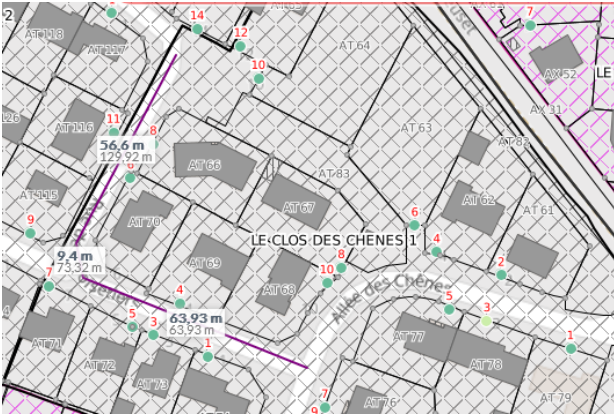 -2
14
12
7
AT 118
AT 117
AT 64
10
AX 52
LE
126
AT 116
11
8
56,6 m
129,92 m
AT 63
AX 31
AT 82
AT 66
AT 83
6
AT 115
AT 67
AT 62
AT 61
9
AT 70
LE CLOS DES CHENES 1
6
4
9,4 m
73,32 m
AT 69
8
10
2
7
AT 68
Allée des Chênes
4
63,93 m
63,93 m
5
3
5
3
AT 71
AT 72
1
AT 77
1
AT 73
AT 78
7
AT 76
AT 79
9